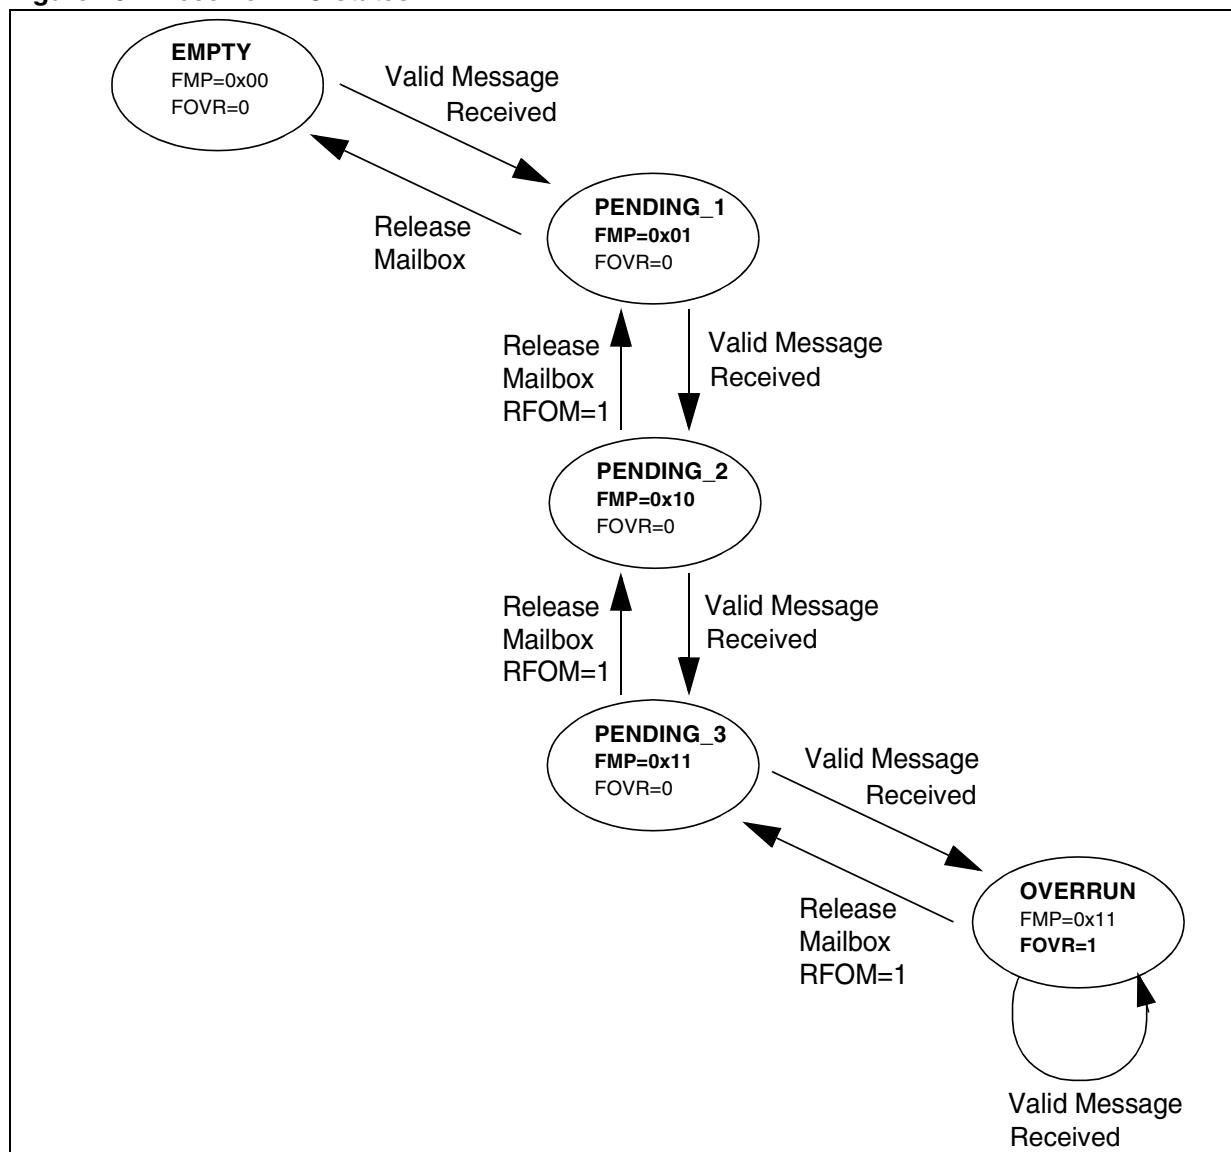 EMPTY
FMP=0x00
FOVR=0
Valid Message
Received
Release
Mailbox
PENDING_1
FMP=0x01
FOVR=0
Release
Mailbox
RFOM=1
Valid Message
Received
PENDING_2
FMP=0x10
FOVR=0
Release
Mailbox
RFOM=1
Valid Message
Received
PENDING_3
FMP=0x11
FOVR=0
Valid Message
Received
Release
Mailbox
RFOM=1
OVERRUN
FMP=0x11
FOVR=1
Valid Message
Received